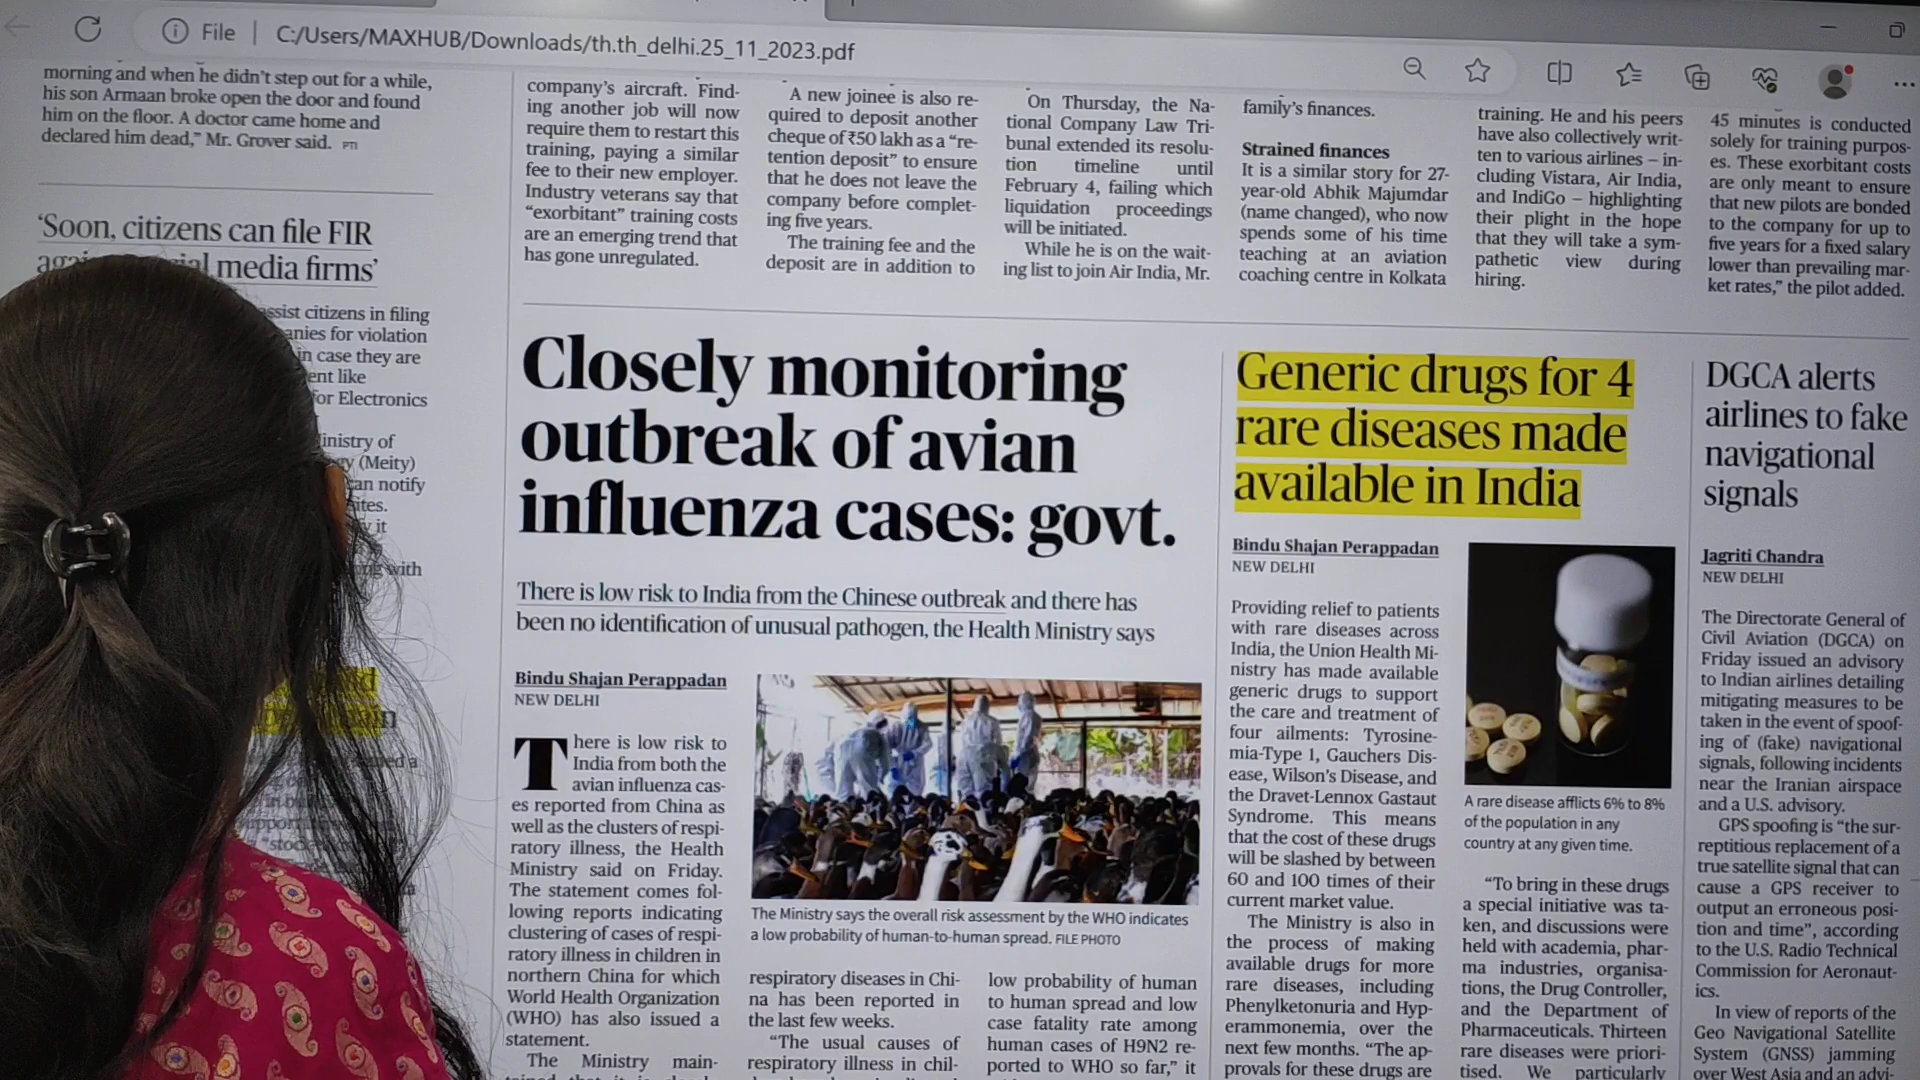 File
C:/Users/MAXHUB/Downloads/th.th_delhi.25_11_2023.pdf
morning and when he didn't step out for a while,
his son Armaan broke open the door and found
him on the floor. A doctor came home and
declared him dead," Mr. Grover said. PTI
'Soon, citizens can file FIR
media firms'
assist citizens in filing
for violation
in case they are
like
for Electronics
Ministry of
(Meity)
can notify
it
with
company's aircraft. Find-
ing another job will now
require them to restart this
training, paying a similar
fee to their new employer.
Industry veterans say that
"exorbitant" training costs
are an emerging trend that
has gone unregulated.
A new joinee is also re-
quired to deposit another
cheque of ₹50 lakh as a "re-
tention deposit" to ensure
that he does not leave the
company before complet-
ing five years.
The training fee and the
deposit are in addition to
On Thursday, the Na-
tional Company Law Tri-
bunal extended its resolu-
tion timeline until
February 4, failing which
liquidation proceedings
will be initiated.
While he is on the wait-
ing list to join Air India, Mr.
family's finances.
Strained finances
It is a similar story for 27-
year-old Abhik Majumdar
(name changed), who now
spends some of his time
teaching at an aviation
coaching centre in Kolkata
training. He and his peers
have also collectively writ-
ten to various airlines – in-
cluding Vistara, Air India,
and IndiGo – highlighting
their plight in the hope
that they will take a sym-
pathetic view during
hiring.
45 minutes is conducted
solely for training purpos-
es. These exorbitant costs
are only meant to ensure
that new pilots are bonded
to the company for up to
five years for a fixed salary
lower than prevailing mar-
ket rates," the pilot added.
Closely monitoring
outbreak of avian
influenza cases: govt.
There is low risk to India from the Chinese outbreak and there has
been no identification of unusual pathogen, the Health Ministry says
Bindu Shajan Perappadan
NEW DELHI
There is low risk to
India from both the
avian influenza cas-
es reported from China as
well as the clusters of respi-
ratory illness, the Health
Ministry said on Friday.
The statement comes fol-
lowing reports indicating
clustering of cases of respi-
ratory illness in children in
northern China for which
World Health Organization
(WHO) has also issued a
statement.
The Ministry main-
The Ministry says the overall risk assessment by the WHO indicates
a low probability of human-to-human spread. FILE PHOTO
respiratory diseases in Chi-
na has been reported in
the last few weeks.
"The usual causes of
respiratory illness in chil-
low probability of human
to human spread and low
case fatality rate among
human cases of H9N2 re-
ported to WHO so far," it
Generic drugs for 4
rare diseases made
available in India
Bindu Shajan Perappadan
NEW DELHI
Providing relief to patients
with rare diseases across
India, the Union Health Mi-
nistry has made available
generic drugs to support
the care and treatment of
four ailments: Tyrosine-
mia-Type 1, Gauchers Dis-
ease, Wilson's Disease, and
the Dravet-Lennox Gastaut
Syndrome. This means
that the cost of these drugs
will be slashed by between
60 and 100 times of their
current market value.
The Ministry is also in
the process of making
available drugs for more
rare diseases, including
Phenylketonuria and Hyp-
erammonemia, over the
next few months. "The ap-
provals for these drugs are
A rare disease afflicts 6% to 8%
of the population in any
country at any given time.
"To bring in these drugs
a special initiative was ta-
ken, and discussions were
held with academia, phar-
ma industries, organisa-
tions, the Drug Controller,
and the Department of
Pharmaceuticals. Thirteen
rare diseases were priori-
tised. We particularly
DGCA alerts
airlines to fake
navigational
signals
Jagriti Chandra
NEW DELHI
The Directorate General of
Civil Aviation (DGCA) on
Friday issued an advisory
to Indian airlines detailing
mitigating measures to be
taken in the event of spoof-
ing of (fake) navigational
signals, following incidents
near the Iranian airspace
and a U.S. advisory.
GPS spoofing is "the sur-
reptitious replacement of a
true satellite signal that can
cause a GPS receiver to
output an erroneous posi-
tion and time", according
to the U.S. Radio Technical
Commission for Aeronaut-
ics.
In view of reports of the
Geo Navigational Satellite
System (GNSS) jamming
over West Asia and an advi-